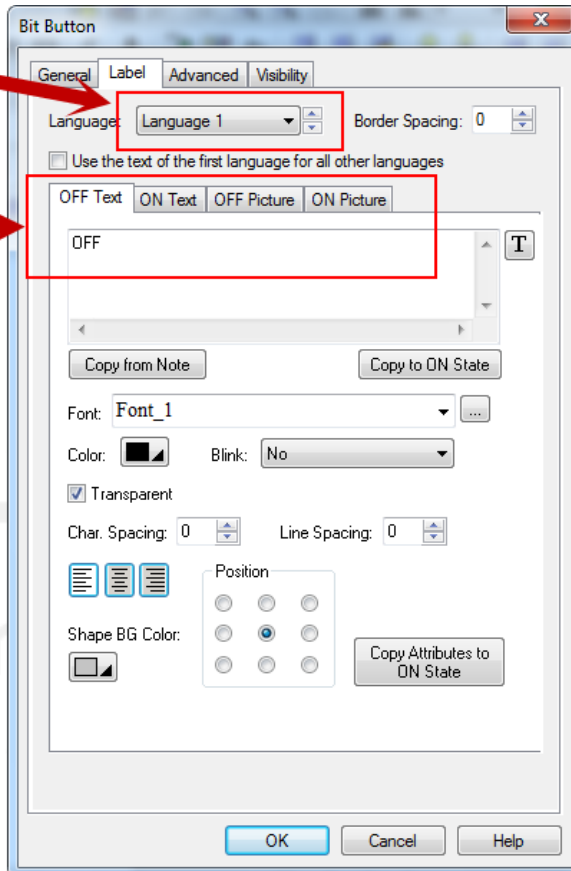 Bit Button
General Label Advanced Visibility
Language: Language 1 Border Spacing: 0
Use the text of the first language for all other languages
OFF Text ON Text OFF Picture ON Picture
OFF
T
Copy from Note Copy to ON State
Font: Font_1 ...
Color: Blink: No
Transparent
Char. Spacing: 0 Line Spacing: 0
Position
Shape BG Color:
Copy Attributes to
ON State
OK Cancel Help